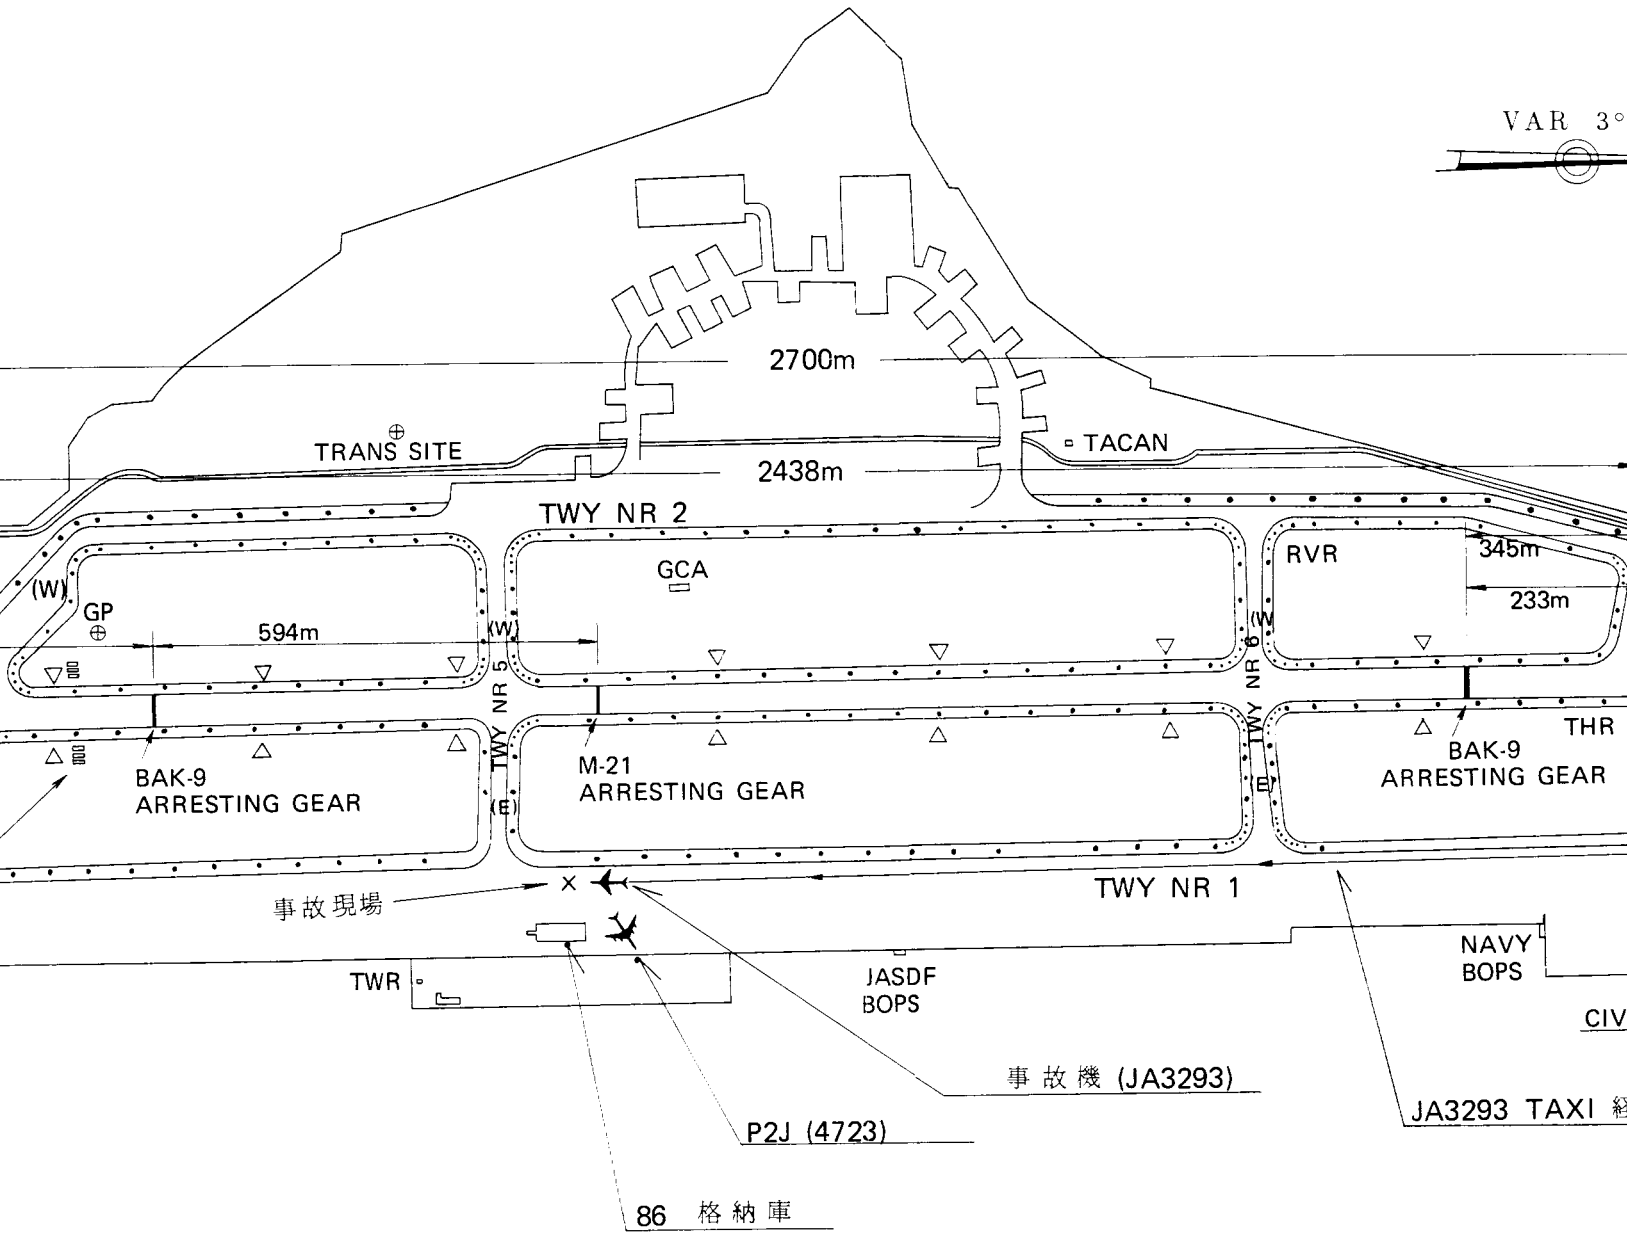 VAR 3°
2700m
TRANS SITE
TACAN
2438m
TWY NR 2
RVR
345m
GCA
(W)
GP
594m
(W)
(W
233m
TWY NR 5
TWY NR 6
THR
BAK-9
ARRESTING GEAR
M-21
ARRESTING GEAR
BAK-9
ARRESTING GEAR
(E)
(E)
事故現場
TWY NR 1
TWR
JASDF
BOPS
NAVY
BOPS
CIV
事故機 (JA3293)
JA3293 TAXI 経
P2J (4723)
86 格納庫